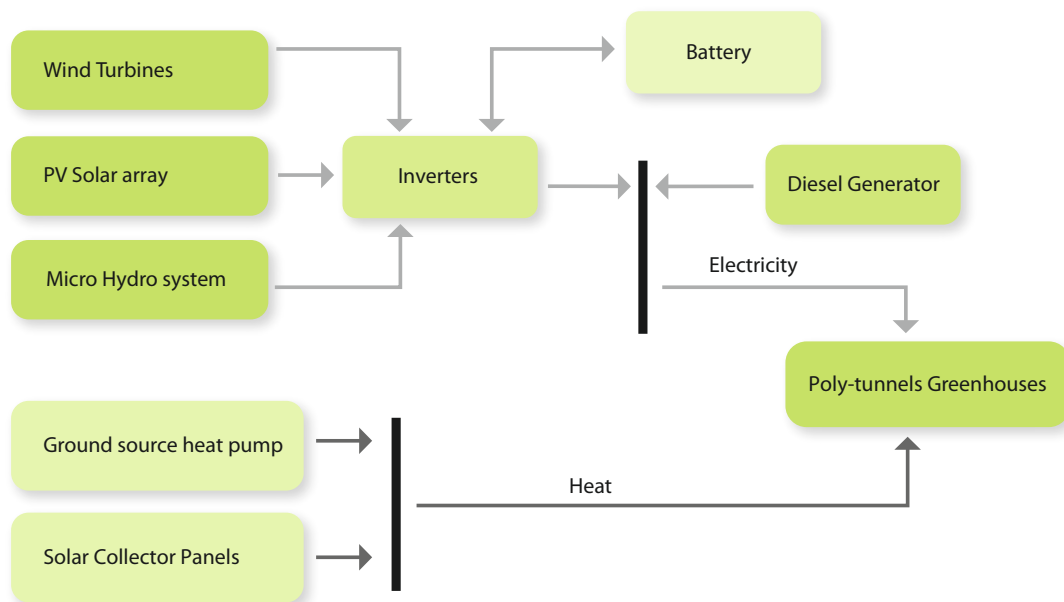 Wind Turbines
Battery
PV Solar array
Inverters
Diesel Generator
Micro Hydro system
Electricity
Poly-tunnels Greenhouses
Ground source heat pump
Heat
Solar Collector Panels